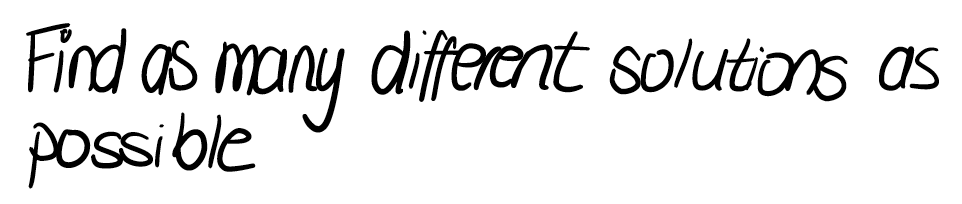 Find as many different solutions as
possible